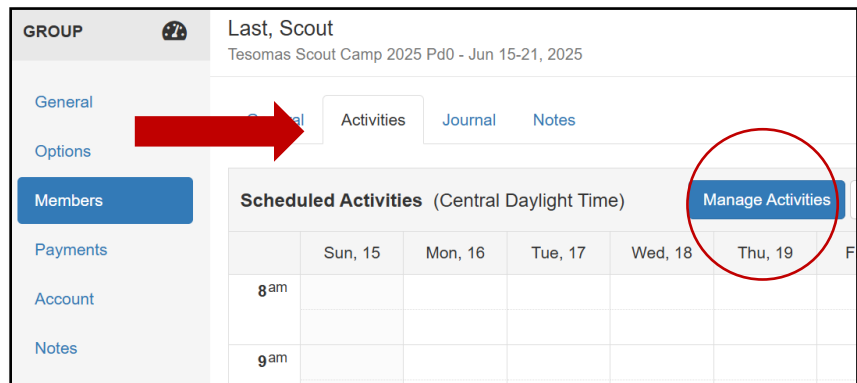 GROUP
Last, Scout
Tesomas Scout Camp 2025 Pd0 - Jun 15-21, 2025
General
Options
Members
Payments
Account
Notes
Activities
Journal
Notes
Scheduled Activities (Central Daylight Time)
Manage Activities
Sun, 15
Mon, 16
Tue, 17
Wed, 18
Thu, 19
F
8am
9am